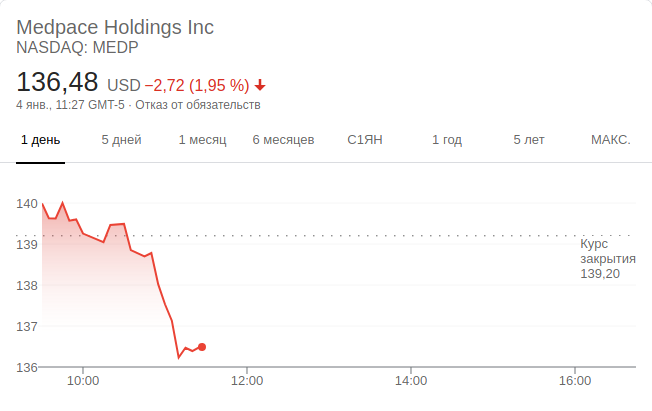 Medpace Holdings Inc
NASDAQ: MEDP
136,48 USD −2,72 (1,95 %)
4 янв., 11:27 GMT-5 · Отказ от обязательств
1 день 5 дней 1 месяц 6 месяцев С1ЯН 1 год 5 лет МАКС.
140
139
138
137
136
Курс
закрытия
139,20
10:00 12:00 14:00 16:00